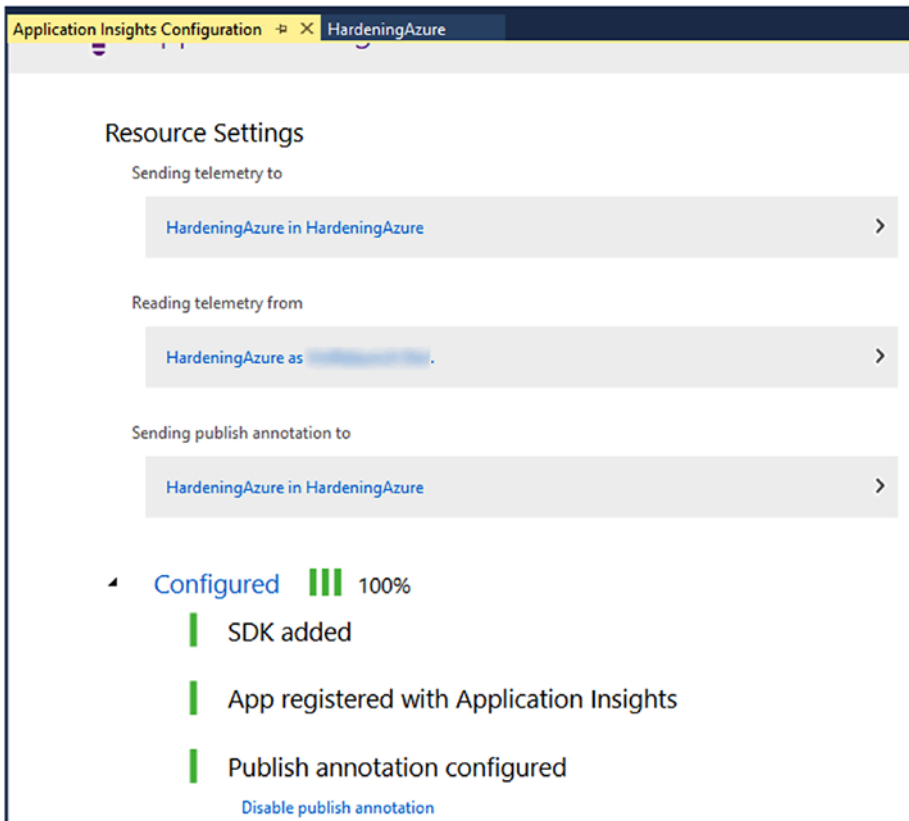 Application Insights Configuration
HardeningAzure
Resource Settings
Sending telemetry to
HardeningAzure in HardeningAzure
Reading telemetry from
HardeningAzure as .
Sending publish annotation to
HardeningAzure in HardeningAzure
Configured 100%
SDK added
App registered with Application Insights
Publish annotation configured
Disable publish annotation